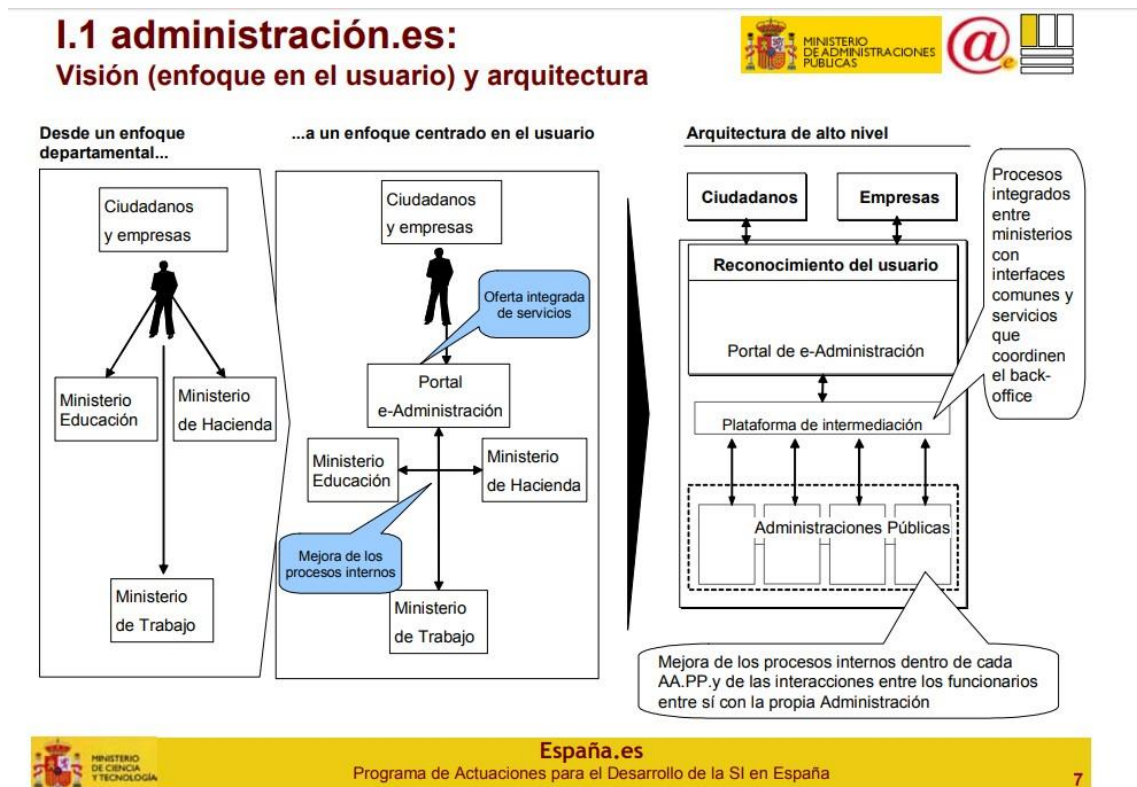 I.1 administración.es:
Visión (enfoque en el usuario) y arquitectura
MINISTERIO
DE ADMINISTRACIONES
PÚBLICAS
@
e
Desde un enfoque
departamental...
Ciudadanos
y empresas
Ministerio
Educación
Ministerio
de Hacienda
Ministerio
de Trabajo
...a un enfoque centrado en el usuario
Ciudadanos
y empresas
Oferta integrada
de servicios
Portal
e-Administración
Ministerio
Educación
Ministerio
de Hacienda
Mejora de los
procesos internos
Ministerio
de Trabajo
Arquitectura de alto nivel
Ciudadanos
Empresas
Reconocimiento del usuario
Portal de e-Administración
Plataforma de intermediación
Administraciones Públicas
Procesos
integrados
entre
ministerios
con
interfaces
comunes y
servicios
que
coordinen
el back-
office
Mejora de los procesos internos dentro de cada
AA.PP.y de las interacciones entre los funcionarios
entre sí con la propia Administración
MINISTERIO
DE CIENCIA
Y TECNOLOGÍA
España.es
Programa de Actuaciones para el Desarrollo de la SI en España
7